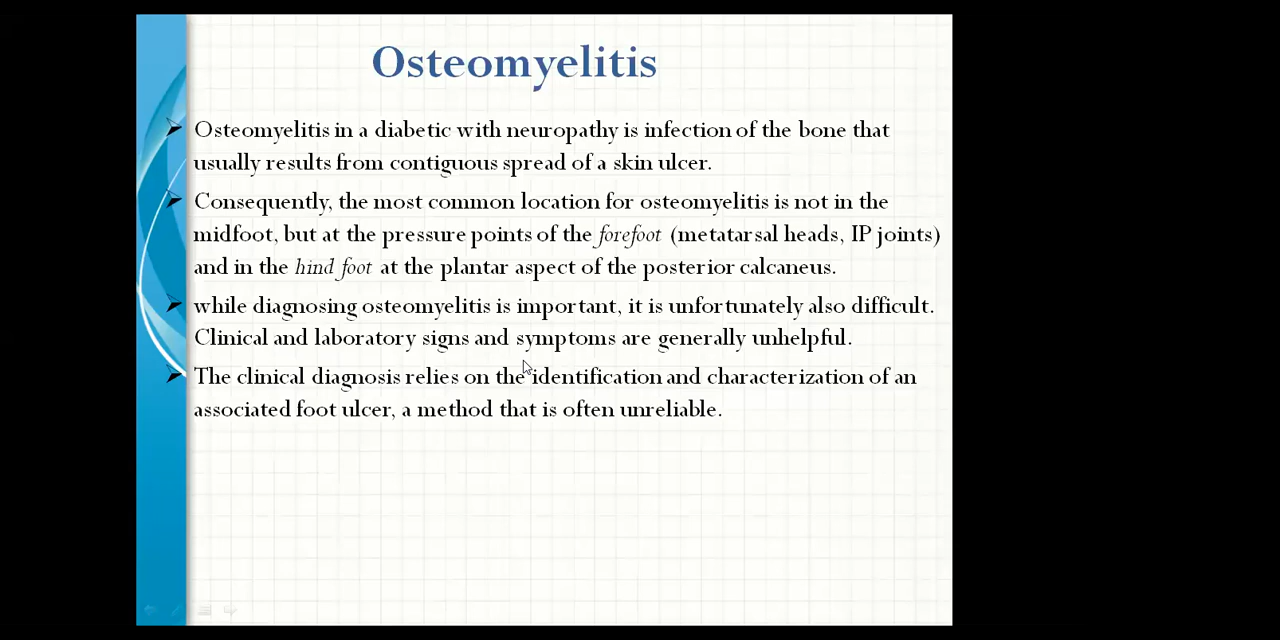 Osteomyelitis
Osteomyelitis in a diabetic with neuropathy is infection of the bone that
usually results from contiguous spread of a skin ulcer.
Consequently, the most common location for osteomyelitis is not in the
midfoot, but at the pressure points of the forefoot (metatarsal heads, IP joints)
and in the hind foot at the plantar aspect of the posterior calcaneus.
while diagnosing osteomyelitis is important, it is unfortunately also difficult.
Clinical and laboratory signs and symptoms are generally unhelpful.
The clinical diagnosis relies on the identification and characterization of an
associated foot ulcer, a method that is often unreliable.